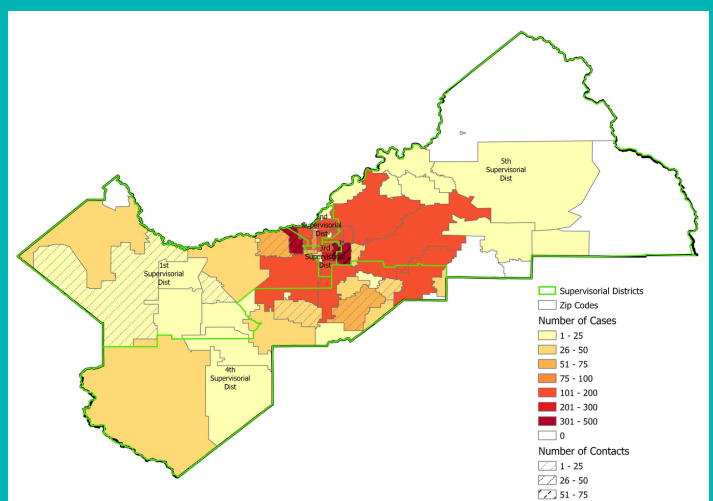 5th
Supervisorial
Dist
2nd
Supervisorial
Dist
3rd
Supervisorial
Dist
1st
Supervisorial
Dist
4th
Supervisorial
Dist
Supervisorial Districts
Zip Codes
Number of Cases
1 - 25
26 - 50
51 - 75
75 - 100
101 - 200
201 - 300
301 - 500
0
Number of Contacts
1 - 25
26 - 50
51 - 75